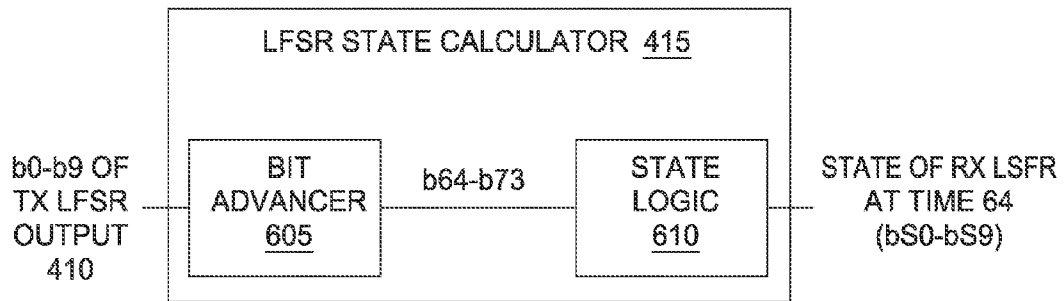 LFSR STATE CALCULATOR 415
b0-b9 OF
TX LFSR
OUTPUT
410
BIT
ADVANCER
605
b64-b73
STATE
LOGIC
610
STATE OF RX LSFR
AT TIME 64
(bS0-bS9)